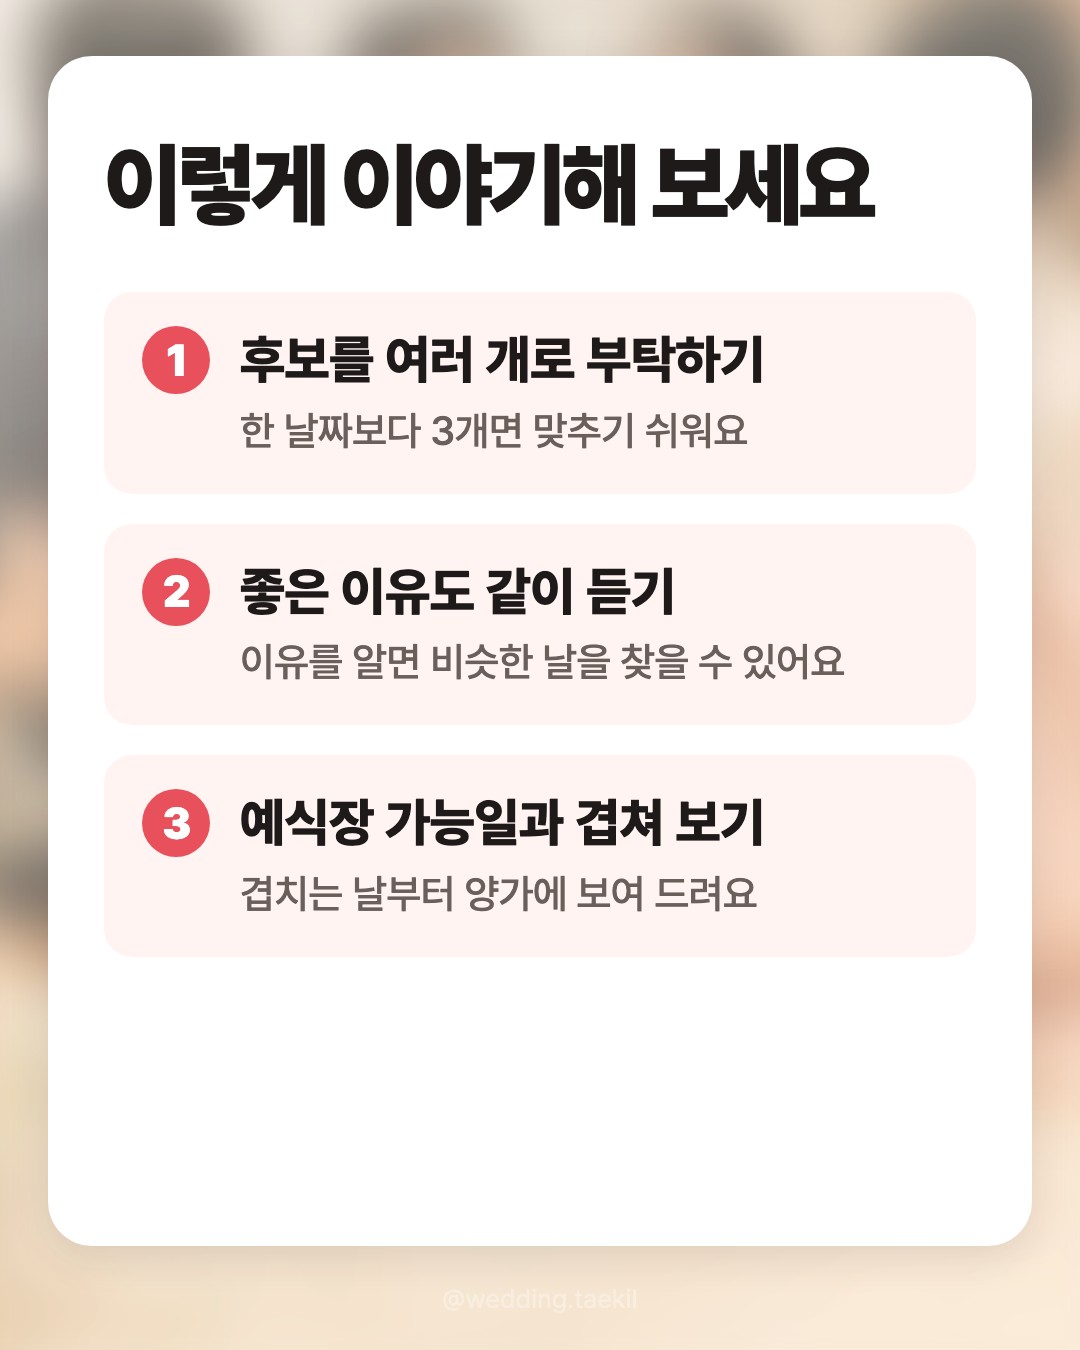 이렇게 이야기해 보세요
1 후보를 여러 개로 부탁하기
한 날짜보다 3개면 맞추기 쉬워요
2 좋은 이유도 같이 듣기
이유를 알면 비슷한 날을 찾을 수 있어요
3 예식장 가능일과 겹쳐 보기
겹치는 날부터 양가에 보여 드려요
@wedding.taekil